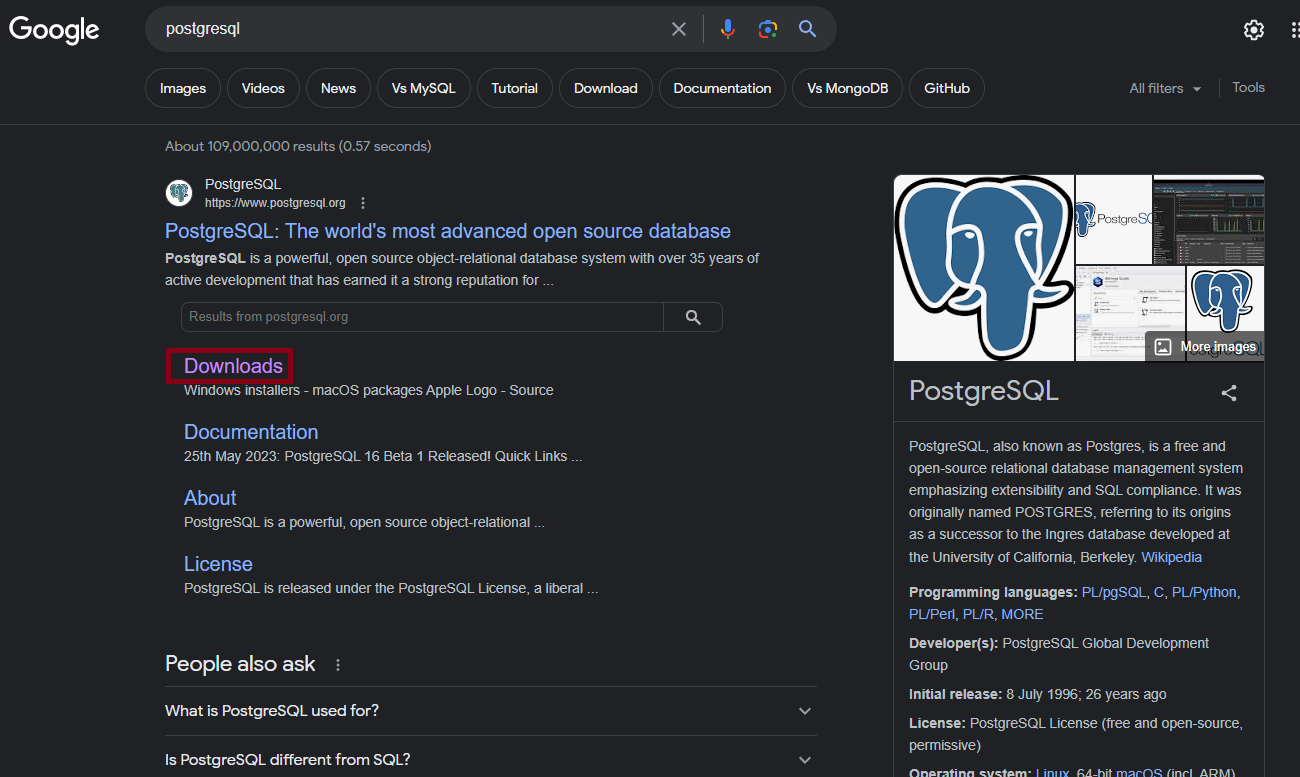 Google
postgresql
Images
Videos
News
Vs MySQL
Tutorial
Download
Documentation
Vs MongoDB
GitHub
All filters
Tools
About 109,000,000 results (0.57 seconds)
PostgreSQL
https://www.postgresql.org
PostgreSQL: The world's most advanced open source database
PostgreSQL is a powerful, open source object-relational database system with over 35 years of
active development that has earned it a strong reputation for ...
Results from postgresql.org
Downloads
Windows installers - macOS packages Apple Logo - Source
Documentation
25th May 2023: PostgreSQL 16 Beta 1 Released! Quick Links ...
About
PostgreSQL is a powerful, open source object-relational ...
License
PostgreSQL is released under the PostgreSQL License, a liberal ...
People also ask
What is PostgreSQL used for?
Is PostgreSQL different from SQL?
More images
PostgreSQL
PostgreSQL, also known as Postgres, is a free and
open-source relational database management system
emphasizing extensibility and SQL compliance. It was
originally named POSTGRES, referring to its origins
as a successor to the Ingres database developed at
the University of California, Berkeley. Wikipedia
Programming languages: PL/pgSQL, C, PL/Python,
PL/Perl, PL/R, MORE
Developer(s): PostgreSQL Global Development
Group
Initial release: 8 July 1996; 26 years ago
License: PostgreSQL License (free and open-source,
permissive)
Operating system: Linux, 64-bit macOS (incl. ARM)